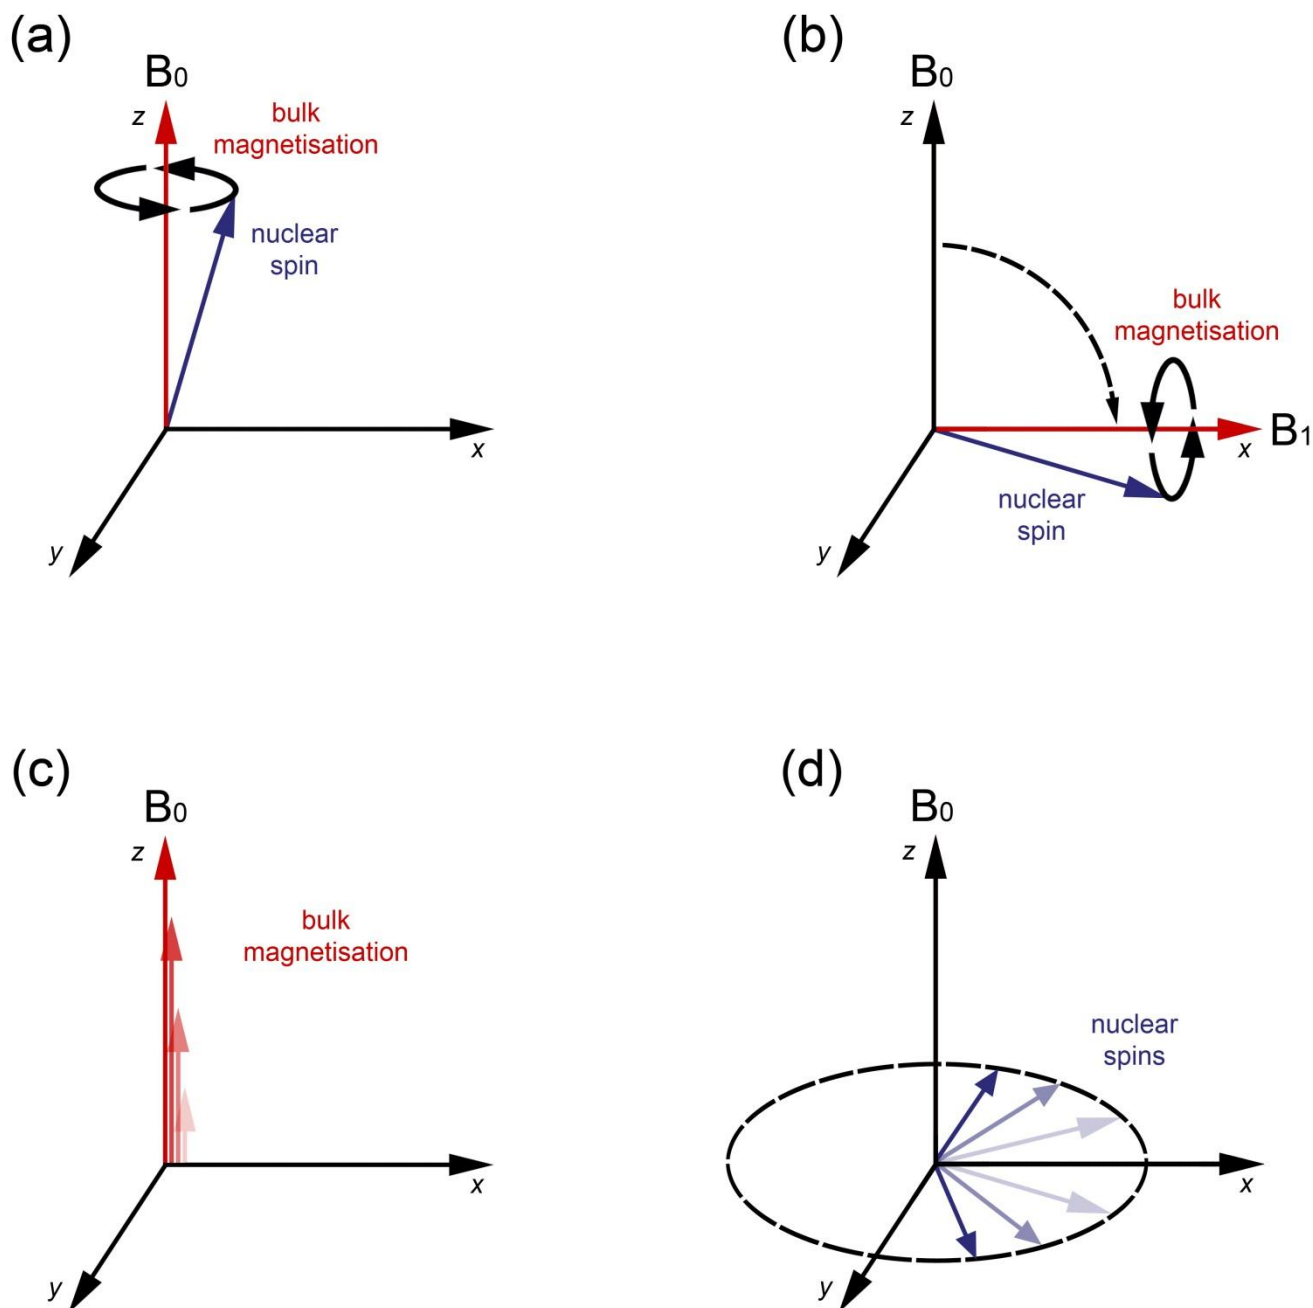 (a)
B₀
z
bulk
magnetisation
nuclear
spin
x
y
(b)
B₀
z
bulk
magnetisation
B₁
x
nuclear
spin
y
(c)
B₀
z
bulk
magnetisation
x
y
(d)
B₀
z
nuclear
spins
x
y